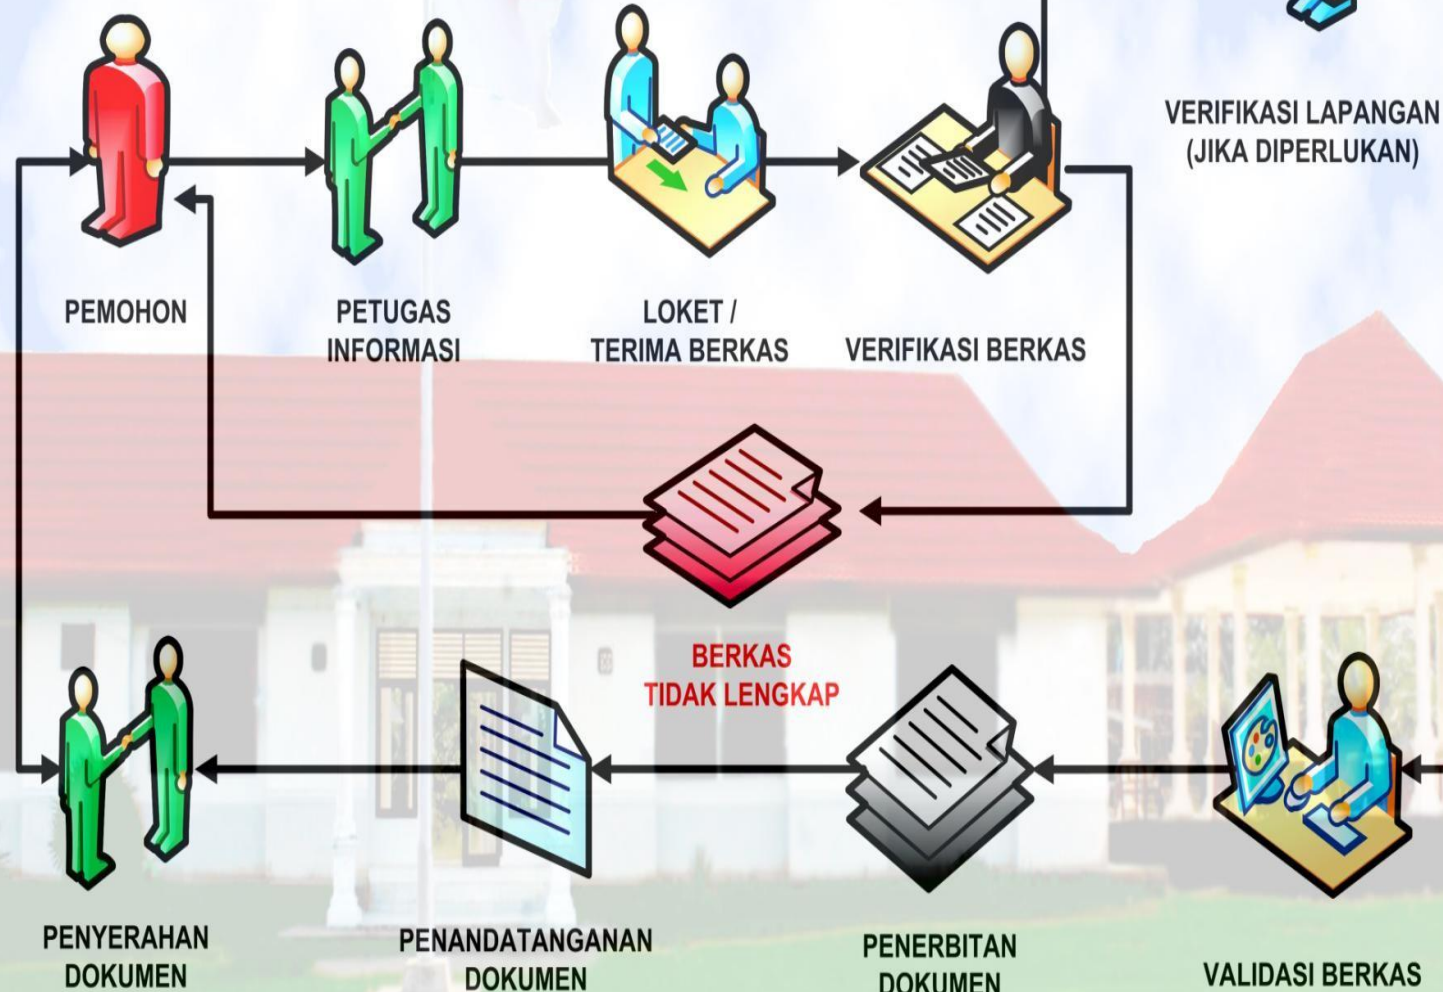 VERIFIKASI LAPANGAN
(JIKA DIPERLUKAN)
PEMOHON
PETUGAS
INFORMASI
LOKET /
TERIMA BERKAS
VERIFIKASI BERKAS
BERKAS
TIDAK LENGKAP
PENYERAHAN
DOKUMEN
PENANDATANGANAN
DOKUMEN
PENERBITAN
DOKUMEN
VALIDASI BERKAS